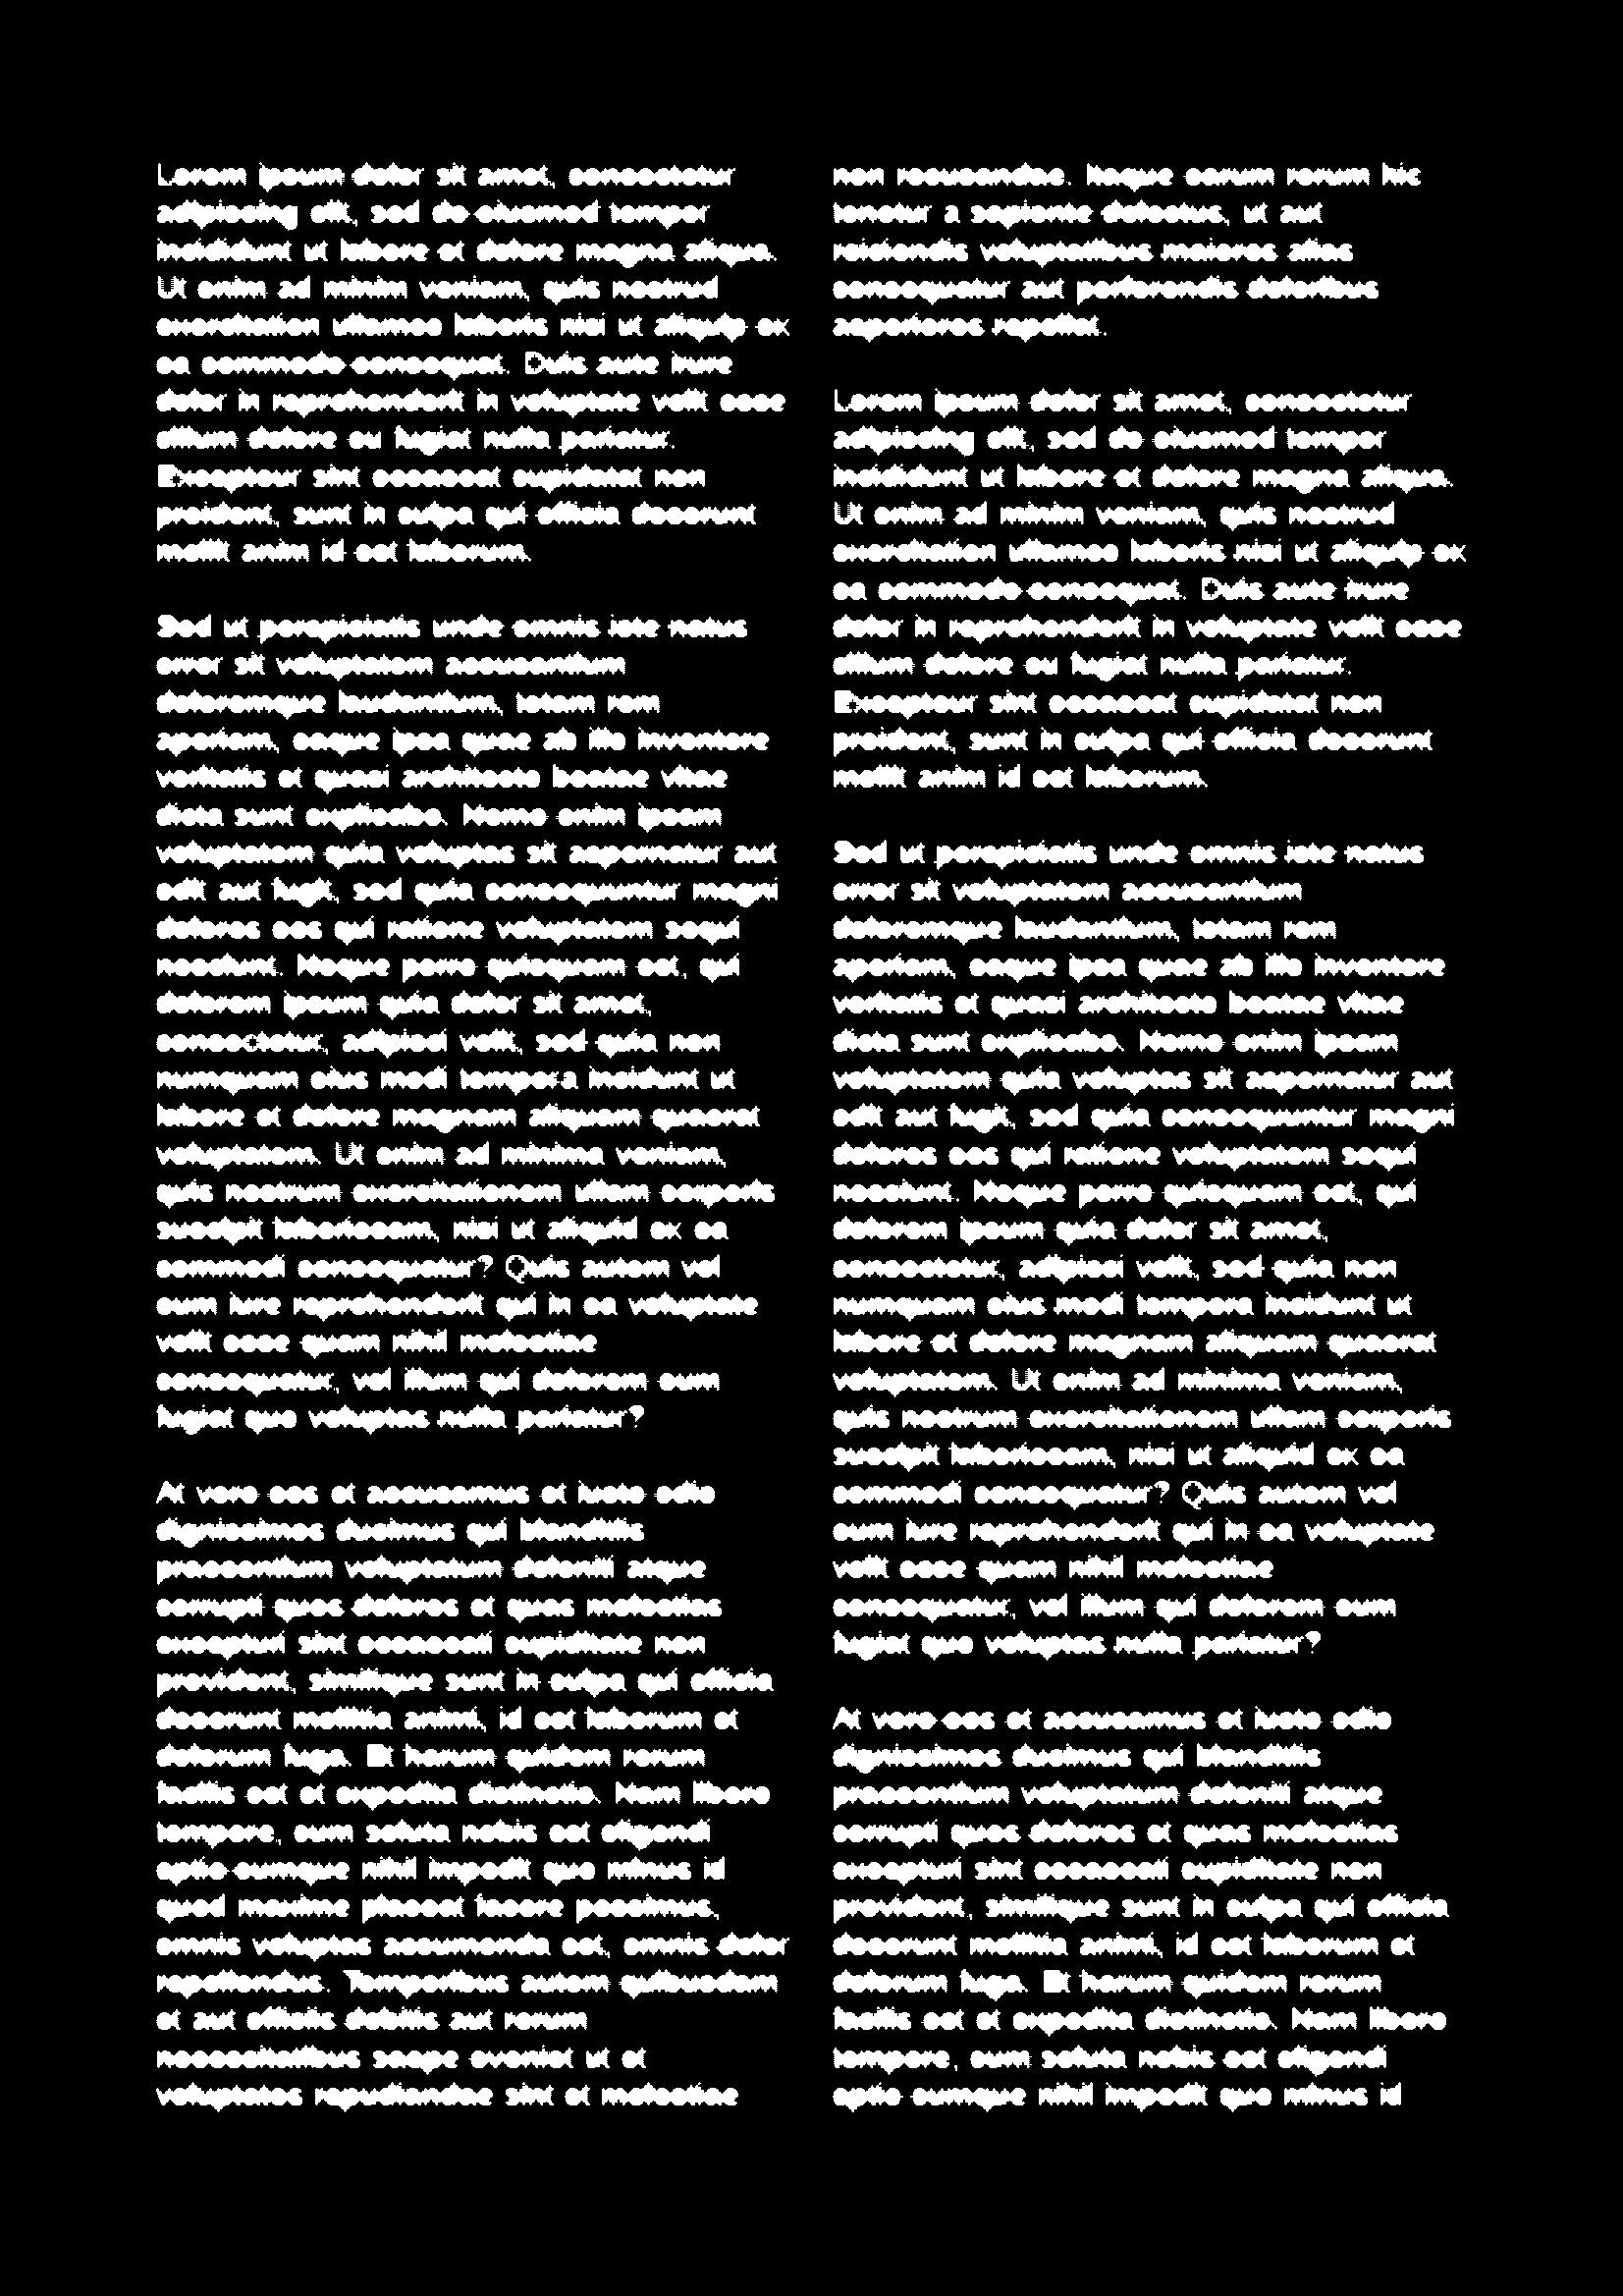 Lorem ipsum dolor sit amet, consectetur
adipiscing elit, sed do eiusmod tempor
incididunt ut labore et dolore magna aliqua.
Ut enim ad minim veniam, quis nostrud
exercitation ullamco laboris nisi ut aliquip ex
ea commodo consequat. Duis aute irure
dolor in reprehenderit in voluptate velit esse
cillum dolore eu fugiat nulla pariatur.
Excepteur sint occaecat cupidatat non
proident, sunt in culpa qui officia deserunt
mollit anim id est laborum.

Sed ut perspiciatis unde omnis iste natus
error sit voluptatem accusantium
doloremque laudantium, totam rem
aperiam, eaque ipsa quae ab illo inventore
veritatis et quasi architecto beatae vitae
dicta sunt explicabo. Nemo enim ipsam
voluptatem quia voluptas sit aspernatur aut
odit aut fugit, sed quia consequuntur magni
dolores eos qui ratione voluptatem sequi
nesciunt. Neque porro quisquam est, qui
dolorem ipsum quia dolor sit amet,
consectetur, adipisci velit, sed quia non
numquam eius modi tempora incidunt ut
labore et dolore magnam aliquam quaerat
voluptatem. Ut enim ad minima veniam,
quis nostrum exercitationem ullam corporis
suscipit laboriosam, nisi ut aliquid ex ea
commodi consequatur? Quis autem vel
eum iure reprehenderit qui in ea voluptate
velit esse quam nihil molestiae
consequatur, vel illum qui dolorem eum
fugiat quo voluptas nulla pariatur?

At vero eos et accusamus et iusto odio
dignissimos ducimus qui blanditiis
praesentium voluptatum deleniti atque
corrupti quos dolores et quas molestias
excepturi sint occaecati cupiditate non
provident, similique sunt in culpa qui officia
deserunt mollitia animi, id est laborum et
dolorum fuga. Et harum quidem rerum
facilis est et expedita distinctio. Nam libero
tempore, cum soluta nobis est eligendi
optio cumque nihil impedit quo minus id
quod maxime placeat facere possimus,
omnis voluptas assumenda est, omnis dolor
repellendus. Temporibus autem quibusdam
et aut officiis debitis aut rerum
necessitatibus saepe eveniet ut et
voluptates repudiandae sint et molestiae
non recusandae. Itaque earum rerum hic
tenetur a sapiente delectus, ut aut
reiciendis voluptatibus maiores alias
consequatur aut perferendis doloribus
asperiores repellat.

Lorem ipsum dolor sit amet, consectetur
adipiscing elit, sed do eiusmod tempor
incididunt ut labore et dolore magna aliqua.
Ut enim ad minim veniam, quis nostrud
exercitation ullamco laboris nisi ut aliquip ex
ea commodo consequat. Duis aute irure
dolor in reprehenderit in voluptate velit esse
cillum dolore eu fugiat nulla pariatur.
Excepteur sint occaecat cupidatat non
proident, sunt in culpa qui officia deserunt
mollit anim id est laborum.

Sed ut perspiciatis unde omnis iste natus
error sit voluptatem accusantium
doloremque laudantium, totam rem
aperiam, eaque ipsa quae ab illo inventore
veritatis et quasi architecto beatae vitae
dicta sunt explicabo. Nemo enim ipsam
voluptatem quia voluptas sit aspernatur aut
odit aut fugit, sed quia consequuntur magni
dolores eos qui ratione voluptatem sequi
nesciunt. Neque porro quisquam est, qui
dolorem ipsum quia dolor sit amet,
consectetur, adipisci velit, sed quia non
numquam eius modi tempora incidunt ut
labore et dolore magnam aliquam quaerat
voluptatem. Ut enim ad minima veniam,
quis nostrum exercitationem ullam corporis
suscipit laboriosam, nisi ut aliquid ex ea
commodi consequatur? Quis autem vel
eum iure reprehenderit qui in ea voluptate
velit esse quam nihil molestiae
consequatur, vel illum qui dolorem eum
fugiat quo voluptas nulla pariatur?

At vero eos et accusamus et iusto odio
dignissimos ducimus qui blanditiis
praesentium voluptatum deleniti atque
corrupti quos dolores et quas molestias
excepturi sint occaecati cupiditate non
provident, similique sunt in culpa qui officia
deserunt mollitia animi, id est laborum et
dolorum fuga. Et harum quidem rerum
facilis est et expedita distinctio. Nam libero
tempore, cum soluta nobis est eligendi
optio cumque nihil impedit quo minus id